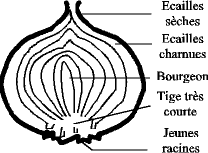 Ecailles
sèches
Ecailles
charnues
Bourgeon
Tige très
courte
Jeunes
racines